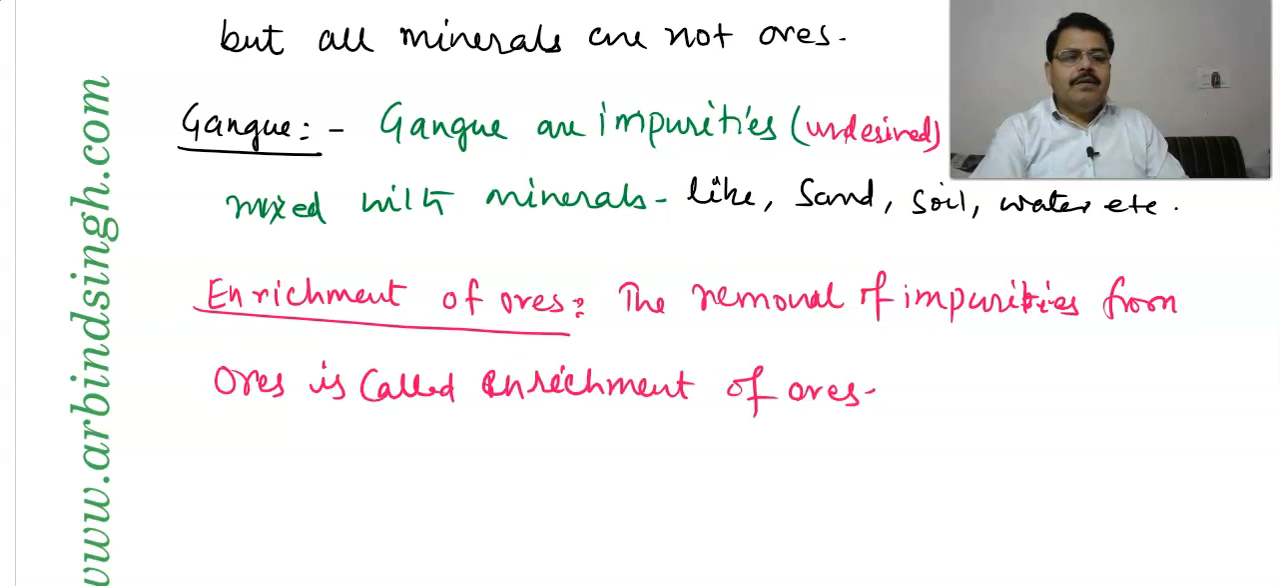 but all minerals are not ores.
Gangue:- Gangue are impurities (undesired)
mixed with minerals- like, Sand, Soil, water etc.
Enrichment of ores: The removal of impurities from
Ores is Called Enrichment of ores.
www.arbindsingh.com